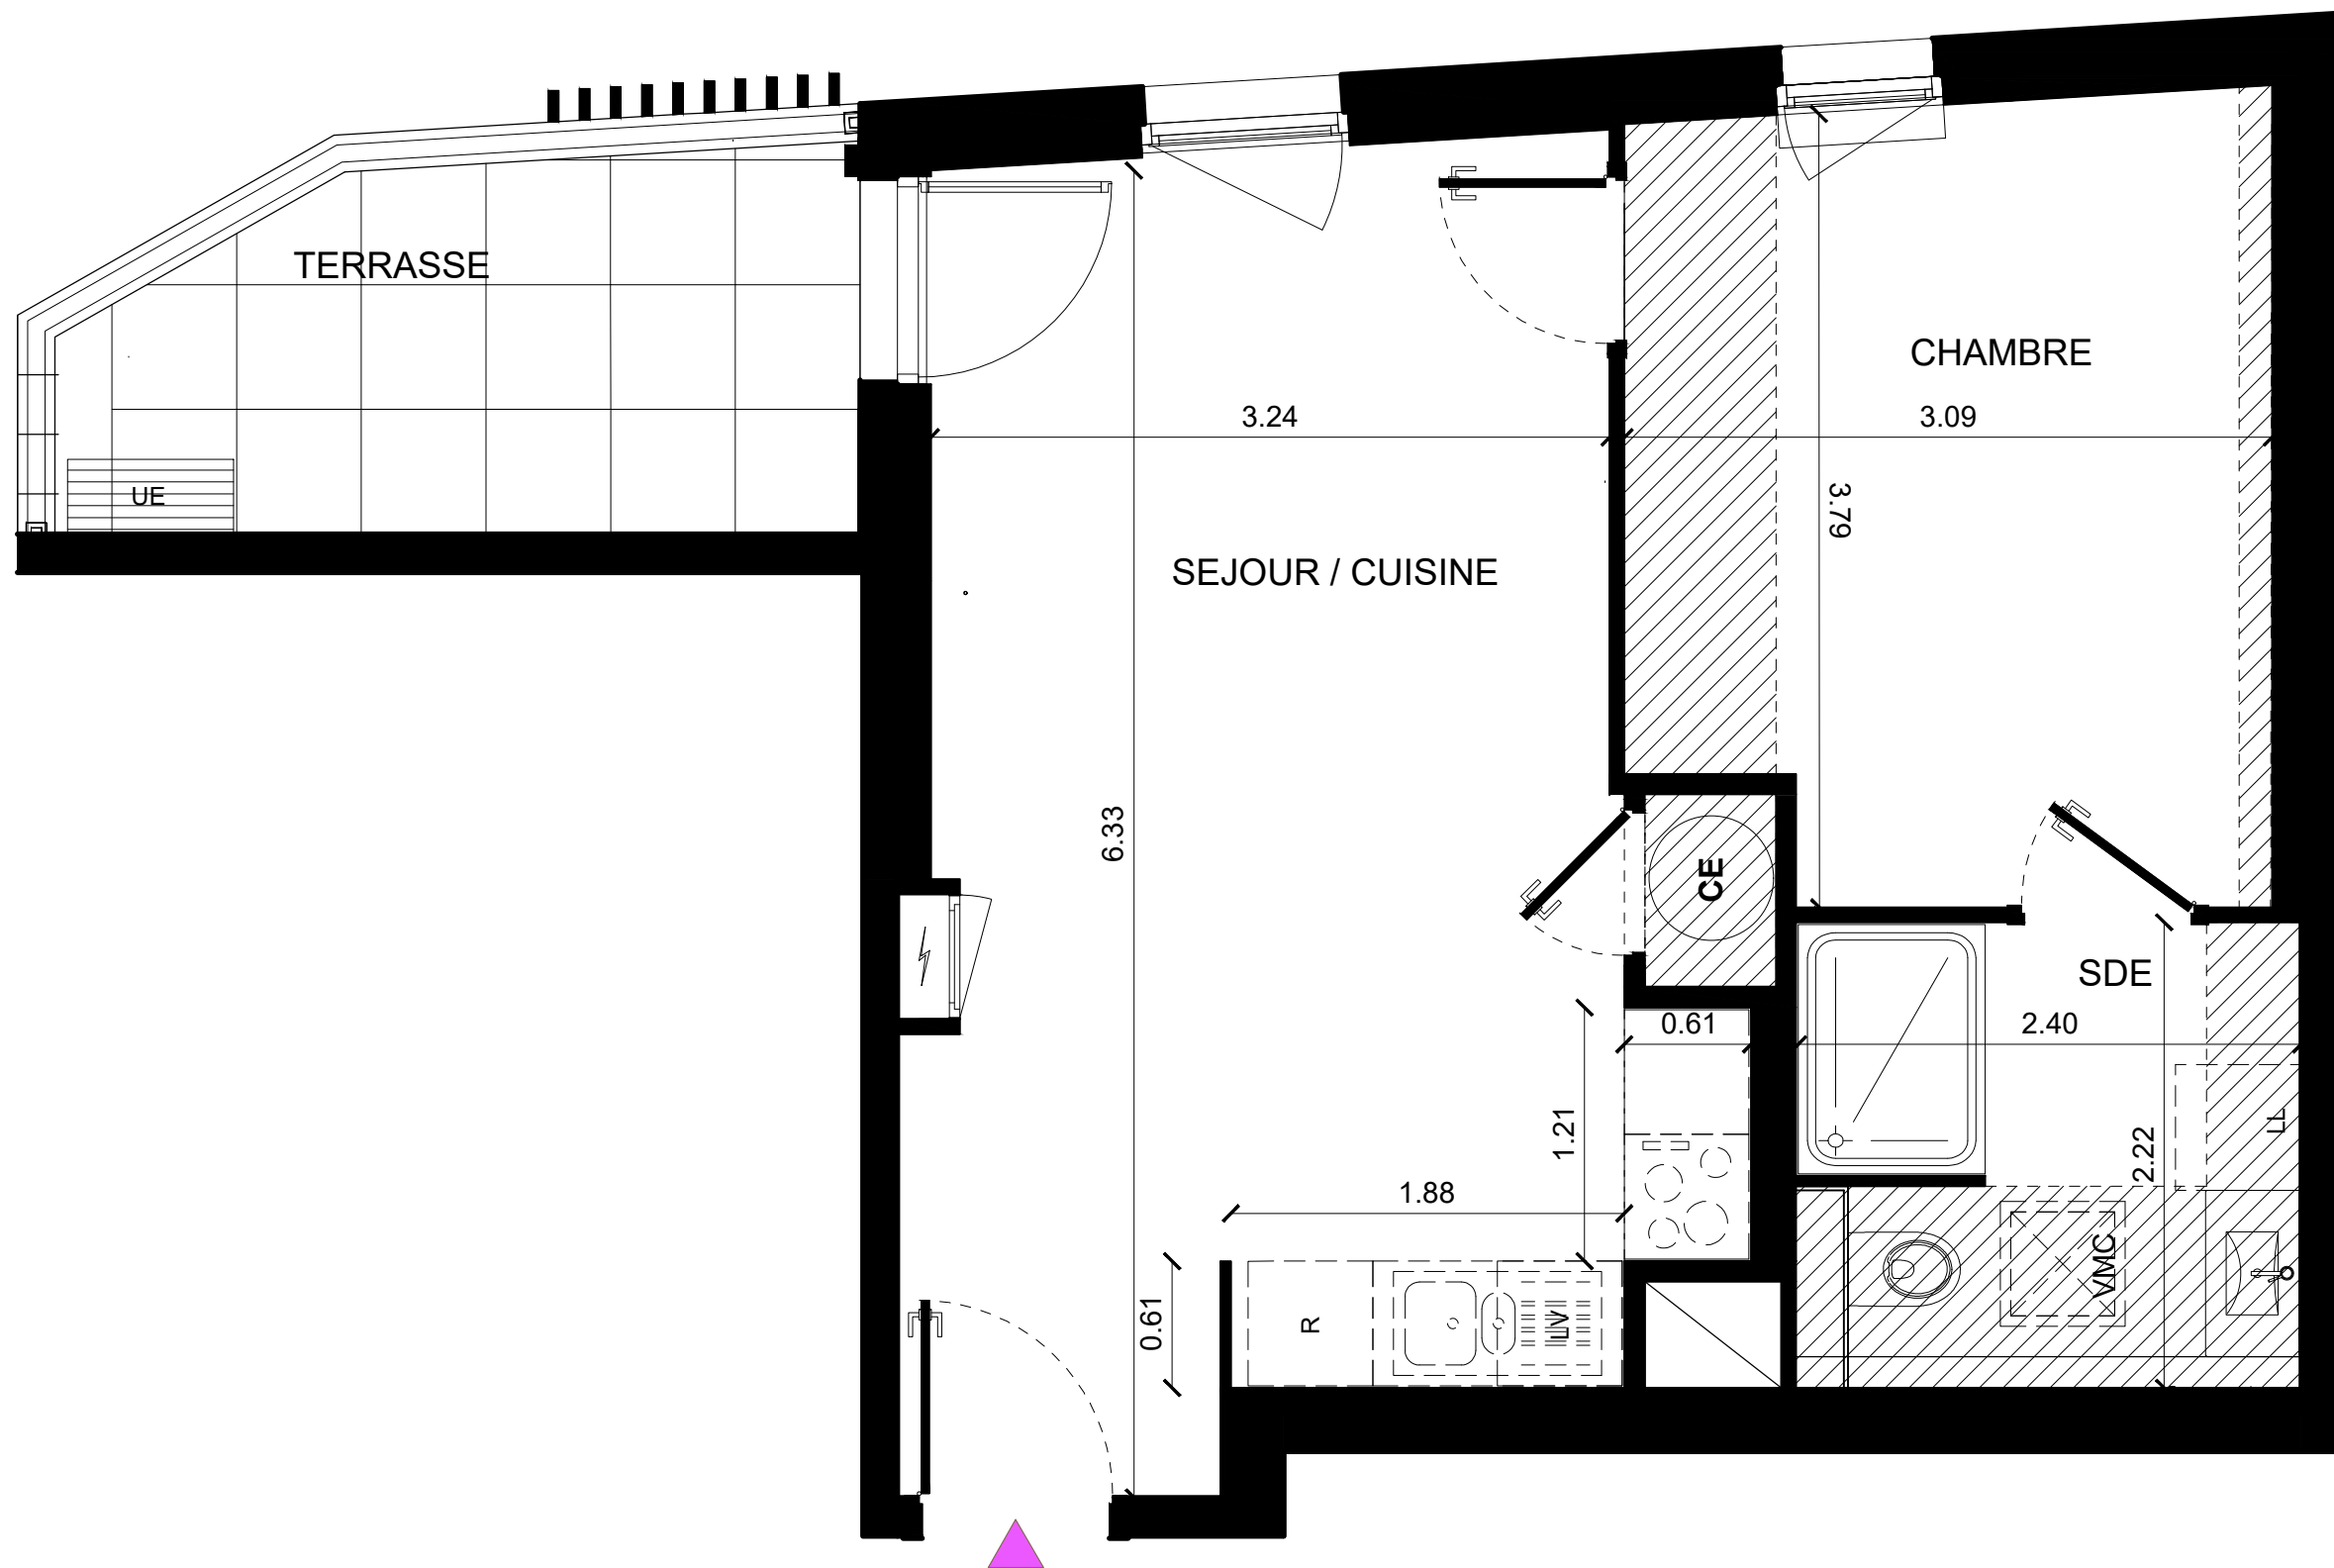 TERRASSE
CHAMBRE
3.24
3.09
UE
3.79
SEJOUR / CUISINE
6.33
CE
SDE
0.61
2.40
1.21
LL
2.22
1.88
VMC
0.61
R
LV